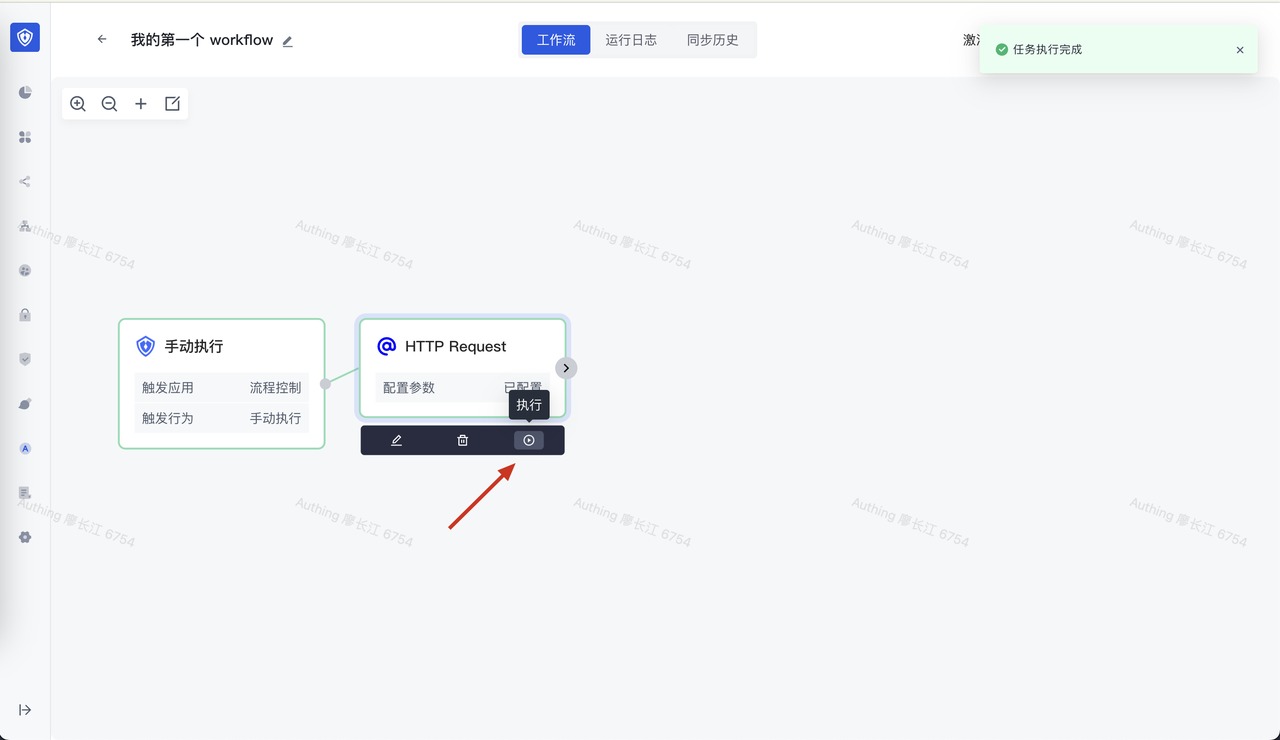 我的第一个 workflow
工作流
运行日志
同步历史
任务执行完成
Authing 廖长江 6754
Authing 廖长江 6754
Authing 廖长江 6754
Authing 廖长江 6754
Authing 廖长江 6754
手动执行
触发应用 流程控制
触发行为 手动执行
HTTP Request
配置参数 已配置
执行
Authing 廖长江 6754
Authing 廖长江 6754
Authing 廖长江 6754
Authing 廖长江 6754
Authing 廖长江 6754